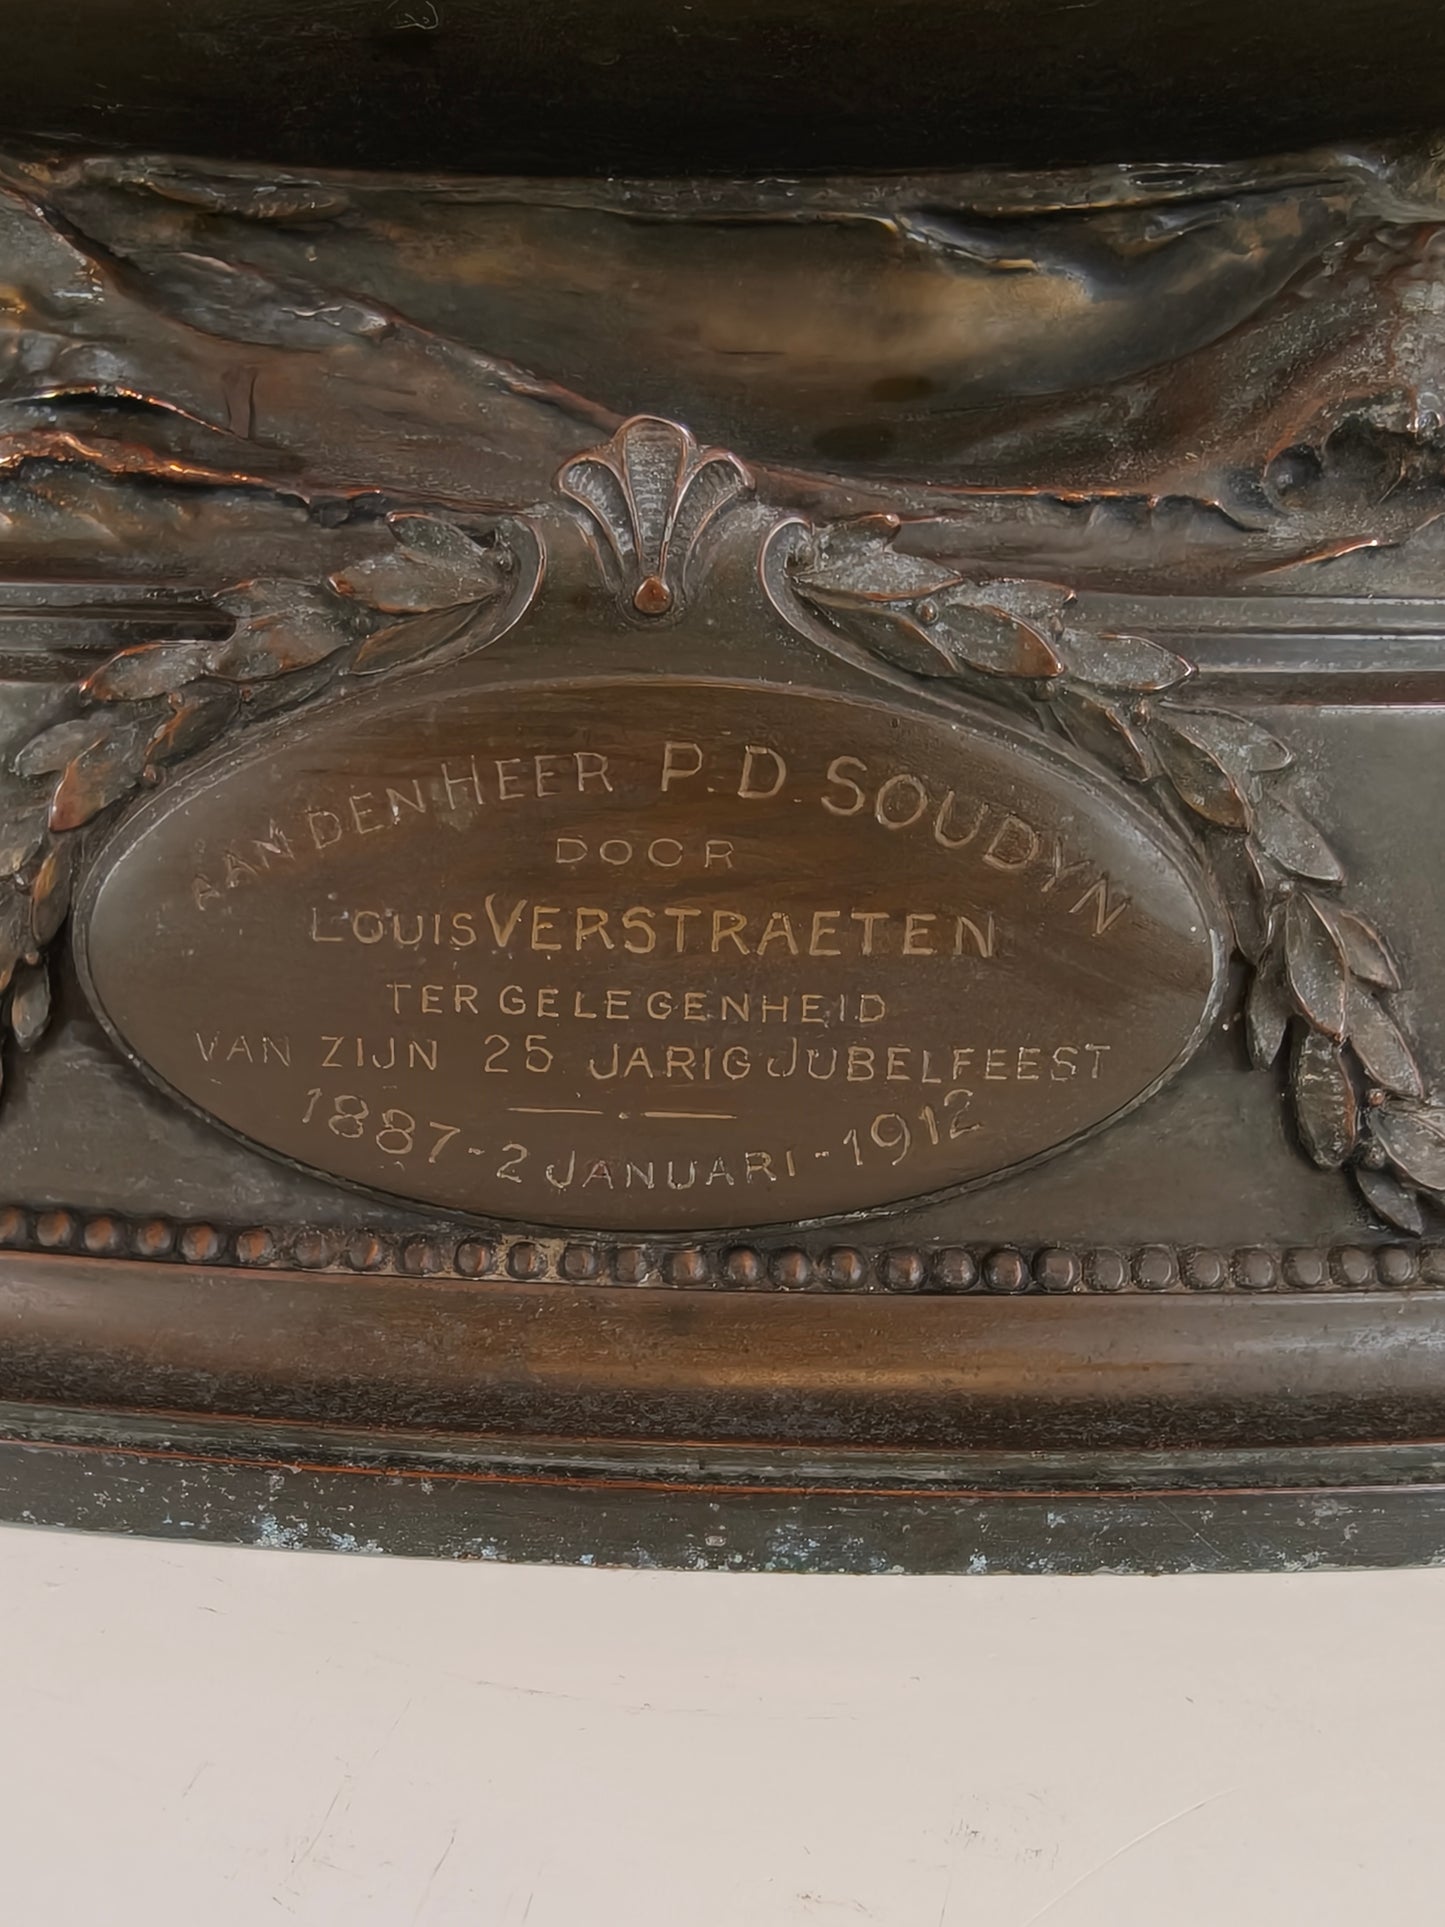 AAN DEN HEER P.D. SOUDYN
DOOR
LOUIS VERSTRAETEN
TER GELEGENHEID
VAN ZIJN 25 JARIG JUBELFEEST
1887 - 2 JANUARI - 1912